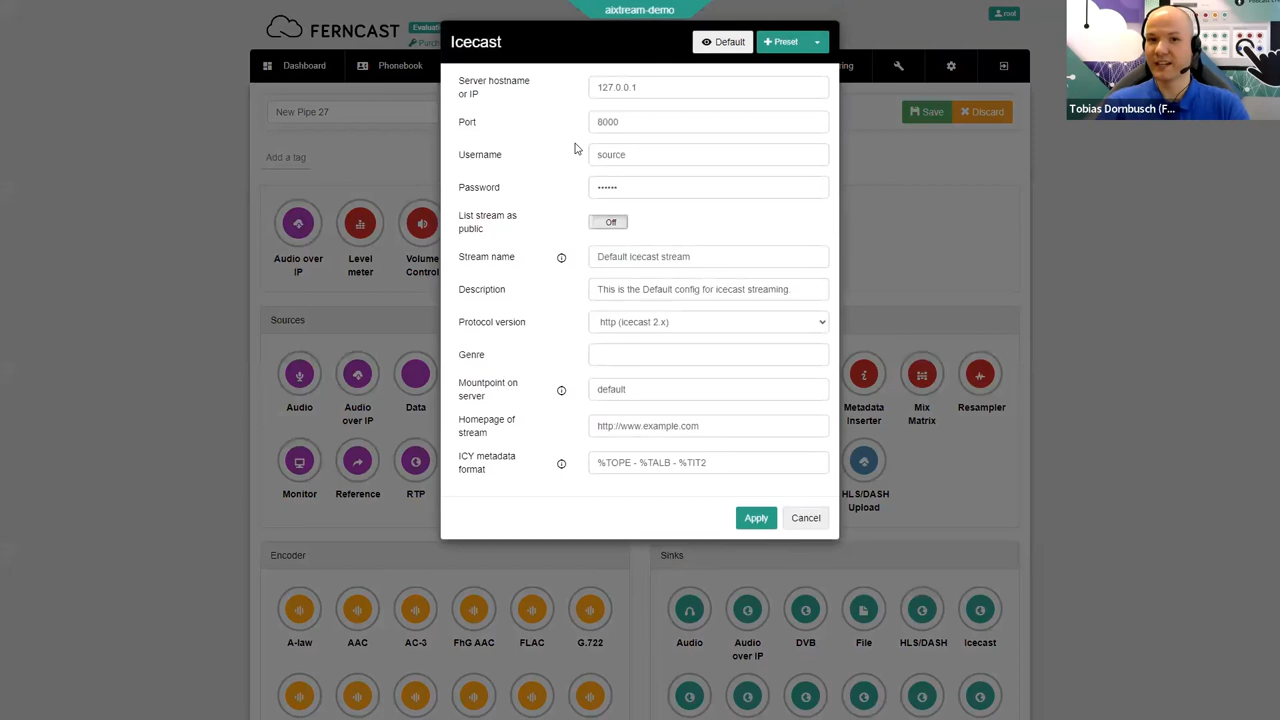 aixtream-demo
FERNCAST
root
Icecast
Default
Preset
Dashboard
Phonebook
Server hostname
or IP
127.0.0.1
New Pipe 27
Save
Discard
Port
8000
Add a tag
Username
source
Password
••••••
List stream as
public
Off
Audio over
IP
Level
meter
Volume
Control
Stream name
Default icecast stream
Description
This is the Default config for icecast streaming.
Sources
Protocol version
http (icecast 2.x)
Genre
Mountpoint on
server
default
Audio
Audio
over IP
Data
Metadata
Inserter
Mix
Matrix
Resampler
Homepage of
stream
http://www.example.com
ICY metadata
format
%TOPE - %TALB - %TIT2
Monitor
Reference
RTP
HLS/DASH
Upload
Apply
Cancel
Encoder
Sinks
A-law
AAC
AC-3
FhG AAC
FLAC
G.722
Audio
Audio
over IP
DVB
File
HLS/DASH
Icecast
Tobias Dornbusch (F...